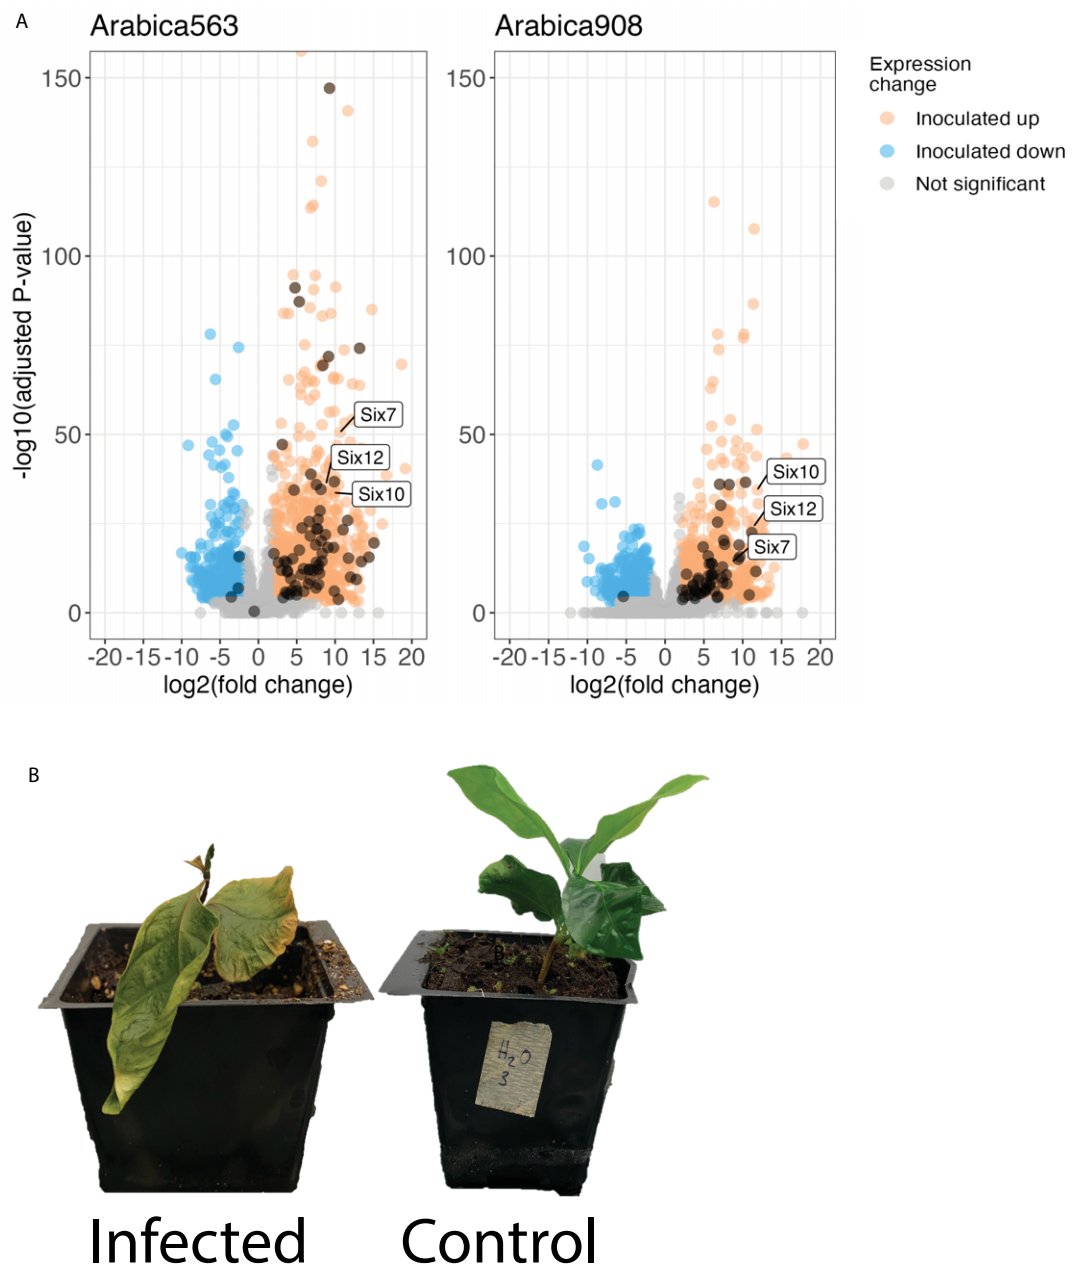 A
Arabica563
Arabica908
Expression
change
Inoculated up
Inoculated down
Not significant
-log10(adjusted P-value)
150
100
50
0
Six7
Six12
Six10
-20 -15 -10 -5 0 5 10 15 20
log2(fold change)
150
100
50
0
Six10
Six12
Six7
-20 -15 -10 -5 0 5 10 15 20
log2(fold change)
B
B
H2O
3
Infected
Control